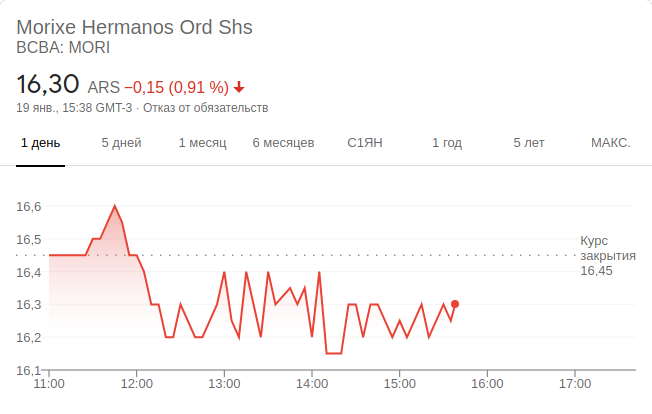 Morixe Hermanos Ord Shs
BCBA: MORI
16,30 ARS −0,15 (0,91 %)
19 янв., 15:38 GMT-3 · Отказ от обязательств
1 день 5 дней 1 месяц 6 месяцев С1ЯН 1 год 5 лет МАКС.
16,6
16,5
16,4
16,3
16,2
16,1
Курс
закрытия
16,45
11:00 12:00 13:00 14:00 15:00 16:00 17:00